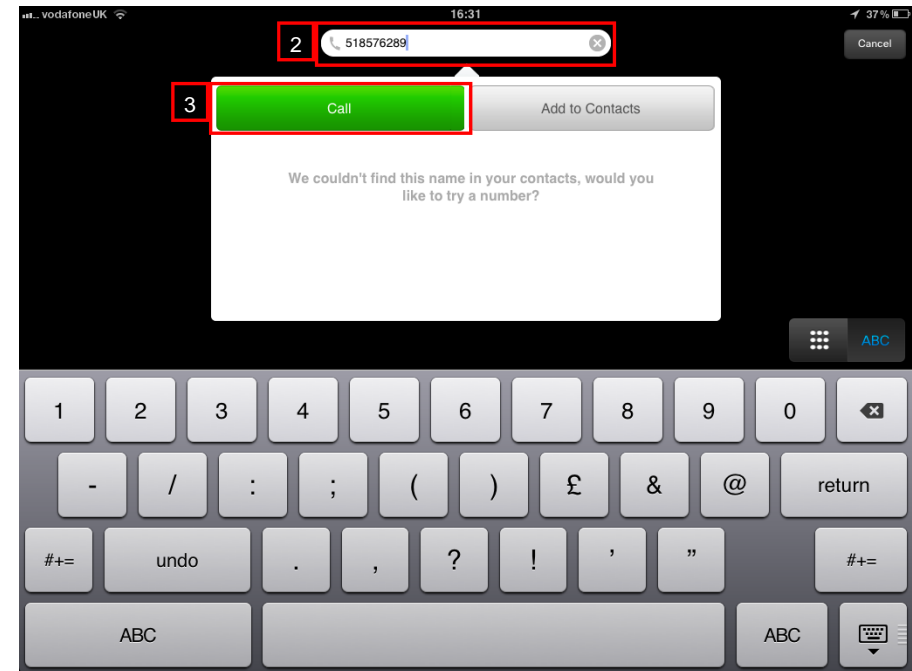 vodafone UK 16:31 37%
2 518576289 Cancel
3 Call Add to Contacts
We couldn't find this name in your contacts, would you
like to try a number?
ABC
1 2 3 4 5 6 7 8 9 0
- / : ; ( ) £ & @ return
#+= undo . , ? ! ’ ” #+=
ABC ABC